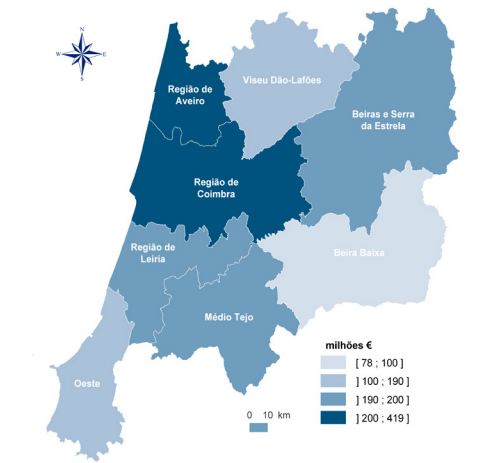 N
W
E
S
Região de
Aveiro
Viseu Dão-Lafões
Beiras e Serra
da Estrela
Região de
Coimbra
Região de
Leiria
Beira Baixa
Médio Tejo
Oeste
milhões €
[ 78 ; 100 ]
] 100 ; 190 ]
] 190 ; 200 ]
] 200 ; 419 ]
0 10 km